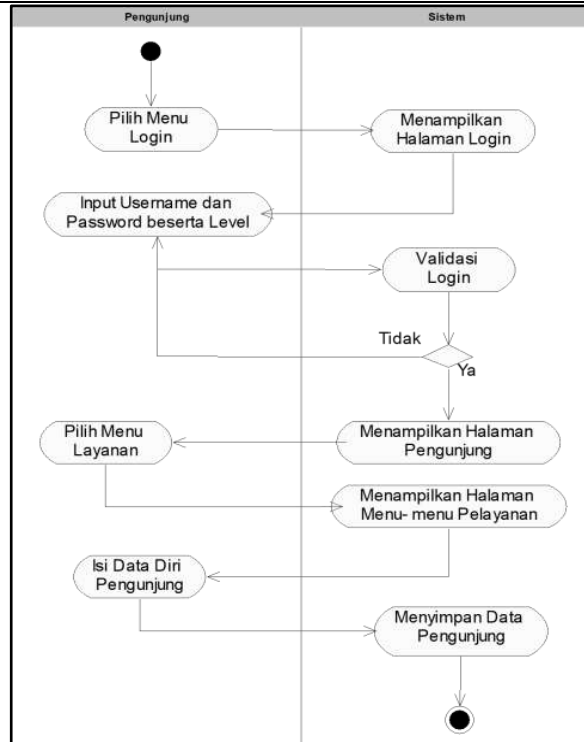 Pengunjung
Sistem
Pilih Menu
Login
Menampilkan
Halaman Login
Input Username dan
Password beserta Level
Validasi
Login
Tidak
Ya
Menampilkan Halaman
Pengunjung
Pilih Menu
Layanan
Menampilkan Halaman
Menu- menu Pelayanan
Isi Data Diri
Pengunjung
Menyimpan Data
Pengunjung